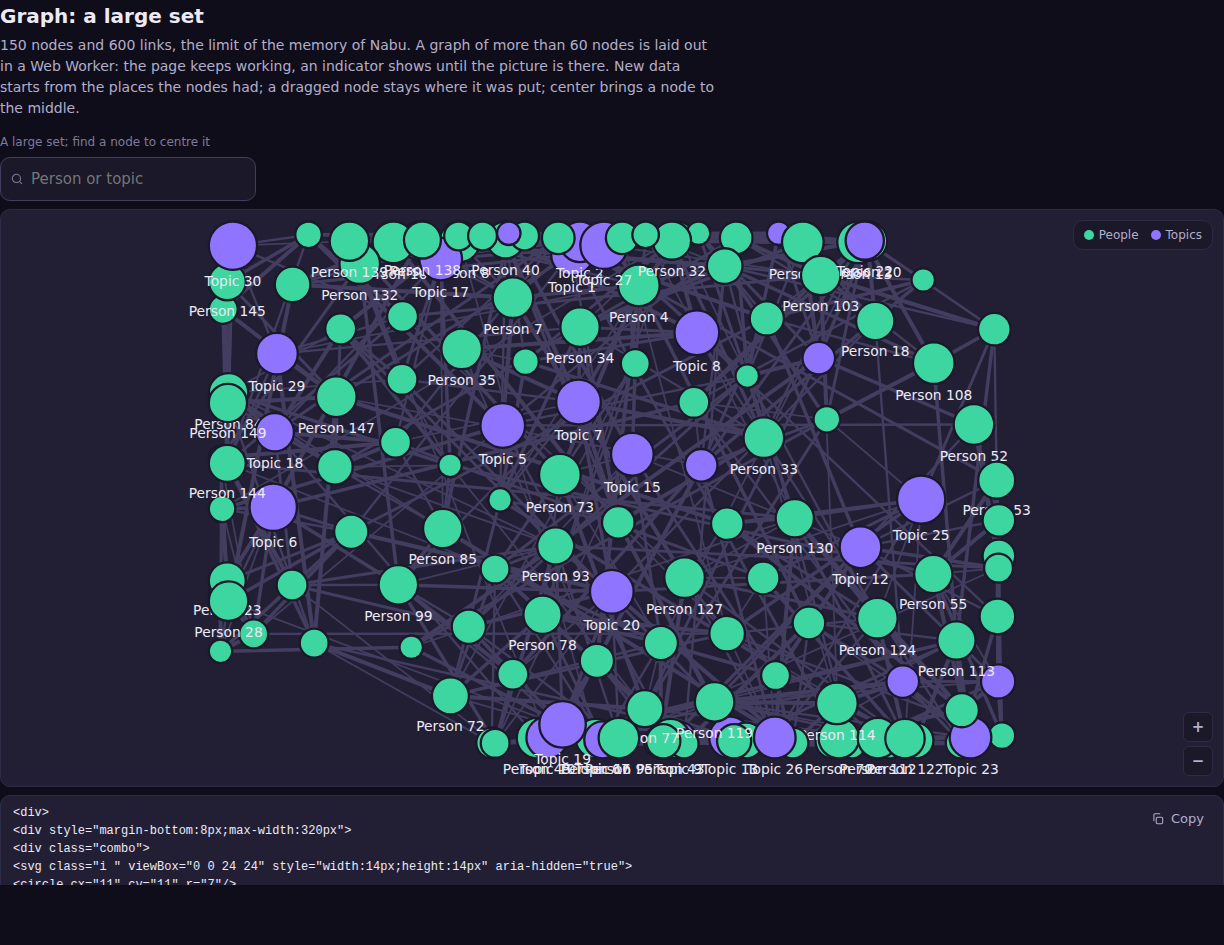 Graph: a large set
150 nodes and 600 links, the limit of the memory of Nabu. A graph of more than 60 nodes is laid out
in a Web Worker: the page keeps working, an indicator shows until the picture is there. New data
starts from the places the nodes had; a dragged node stays where it was put; center brings a node to
the middle.
A large set; find a node to centre it
Person or topic
People Topics
Topic 30
Person 138
Person 40
Person 32
Topic 27
Topic 1
Person 132
Topic 17
Person 145
Person 103
Person 4
Person 7
Person 34
Topic 8
Person 18
Topic 29
Person 35
Person 108
Person 149
Person 147
Topic 7
Topic 18
Topic 5
Person 33
Person 52
Person 144
Topic 15
Person 73
Topic 6
Topic 25
Person 85
Person 130
Person 93
Topic 12
Person 99
Person 127
Person 55
Person 28
Topic 20
Person 78
Person 124
Person 113
Person 72
Person 119
Topic 19
Topic 26
Topic 23
+
−
<div>
<div style="margin-bottom:8px;max-width:320px">
<div class="combo">
<svg class="i " viewBox="0 0 24 24" style="width:14px;height:14px" aria-hidden="true">
<circle cx="11" cy="11" r="7"/>
Copy